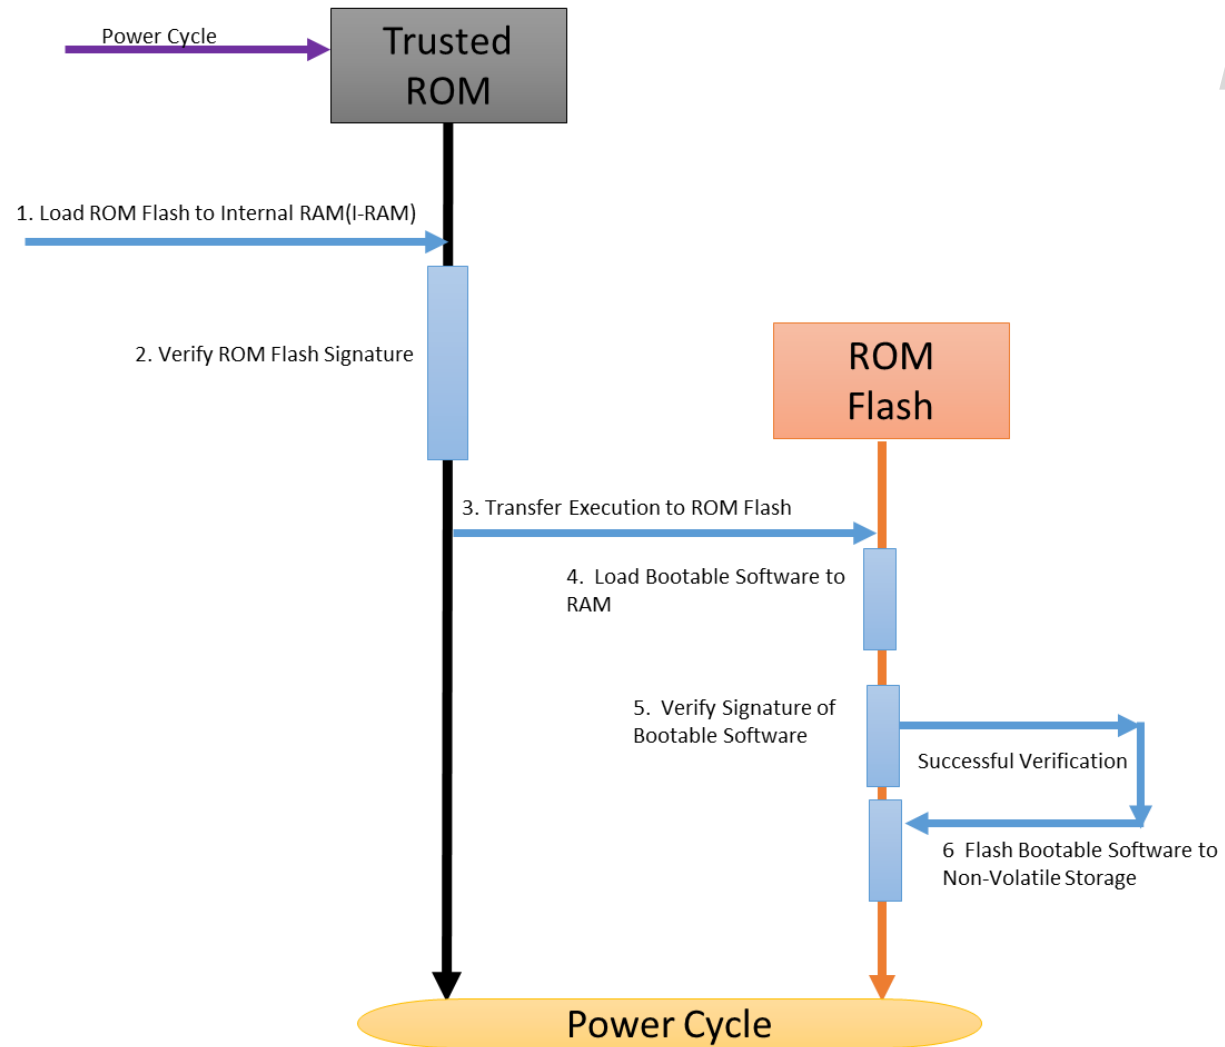 Power Cycle
Trusted
ROM
1. Load ROM Flash to Internal RAM(I-RAM)
2. Verify ROM Flash Signature
ROM
Flash
3. Transfer Execution to ROM Flash
4.  Load Bootable Software to
RAM
5.  Verify Signature of
Bootable Software
Successful Verification
6  Flash Bootable Software to
Non-Volatile Storage
Power Cycle